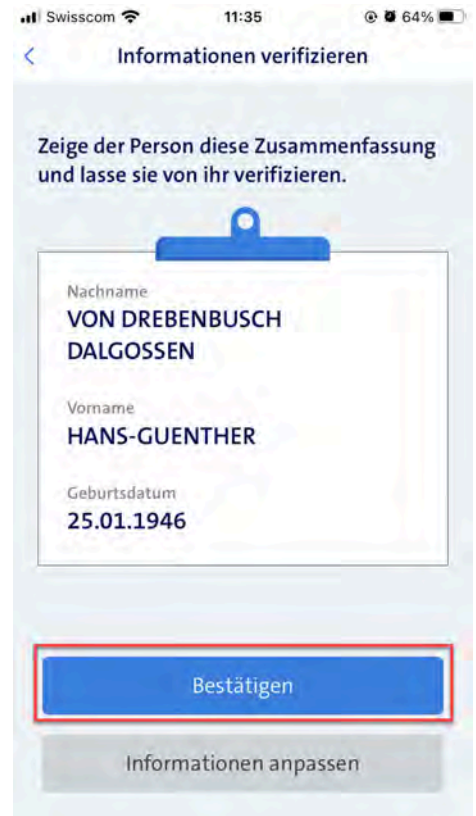 Swisscom 11:35 64%
Informationen verifizieren
Zeige der Person diese Zusammenfassung
und lasse sie von ihr verifizieren.
Nachname
VON DREBENBUSCH
DALGOSSEN
Vorname
HANS-GUENTHER
Geburtsdatum
25.01.1946
Bestätigen
Informationen anpassen